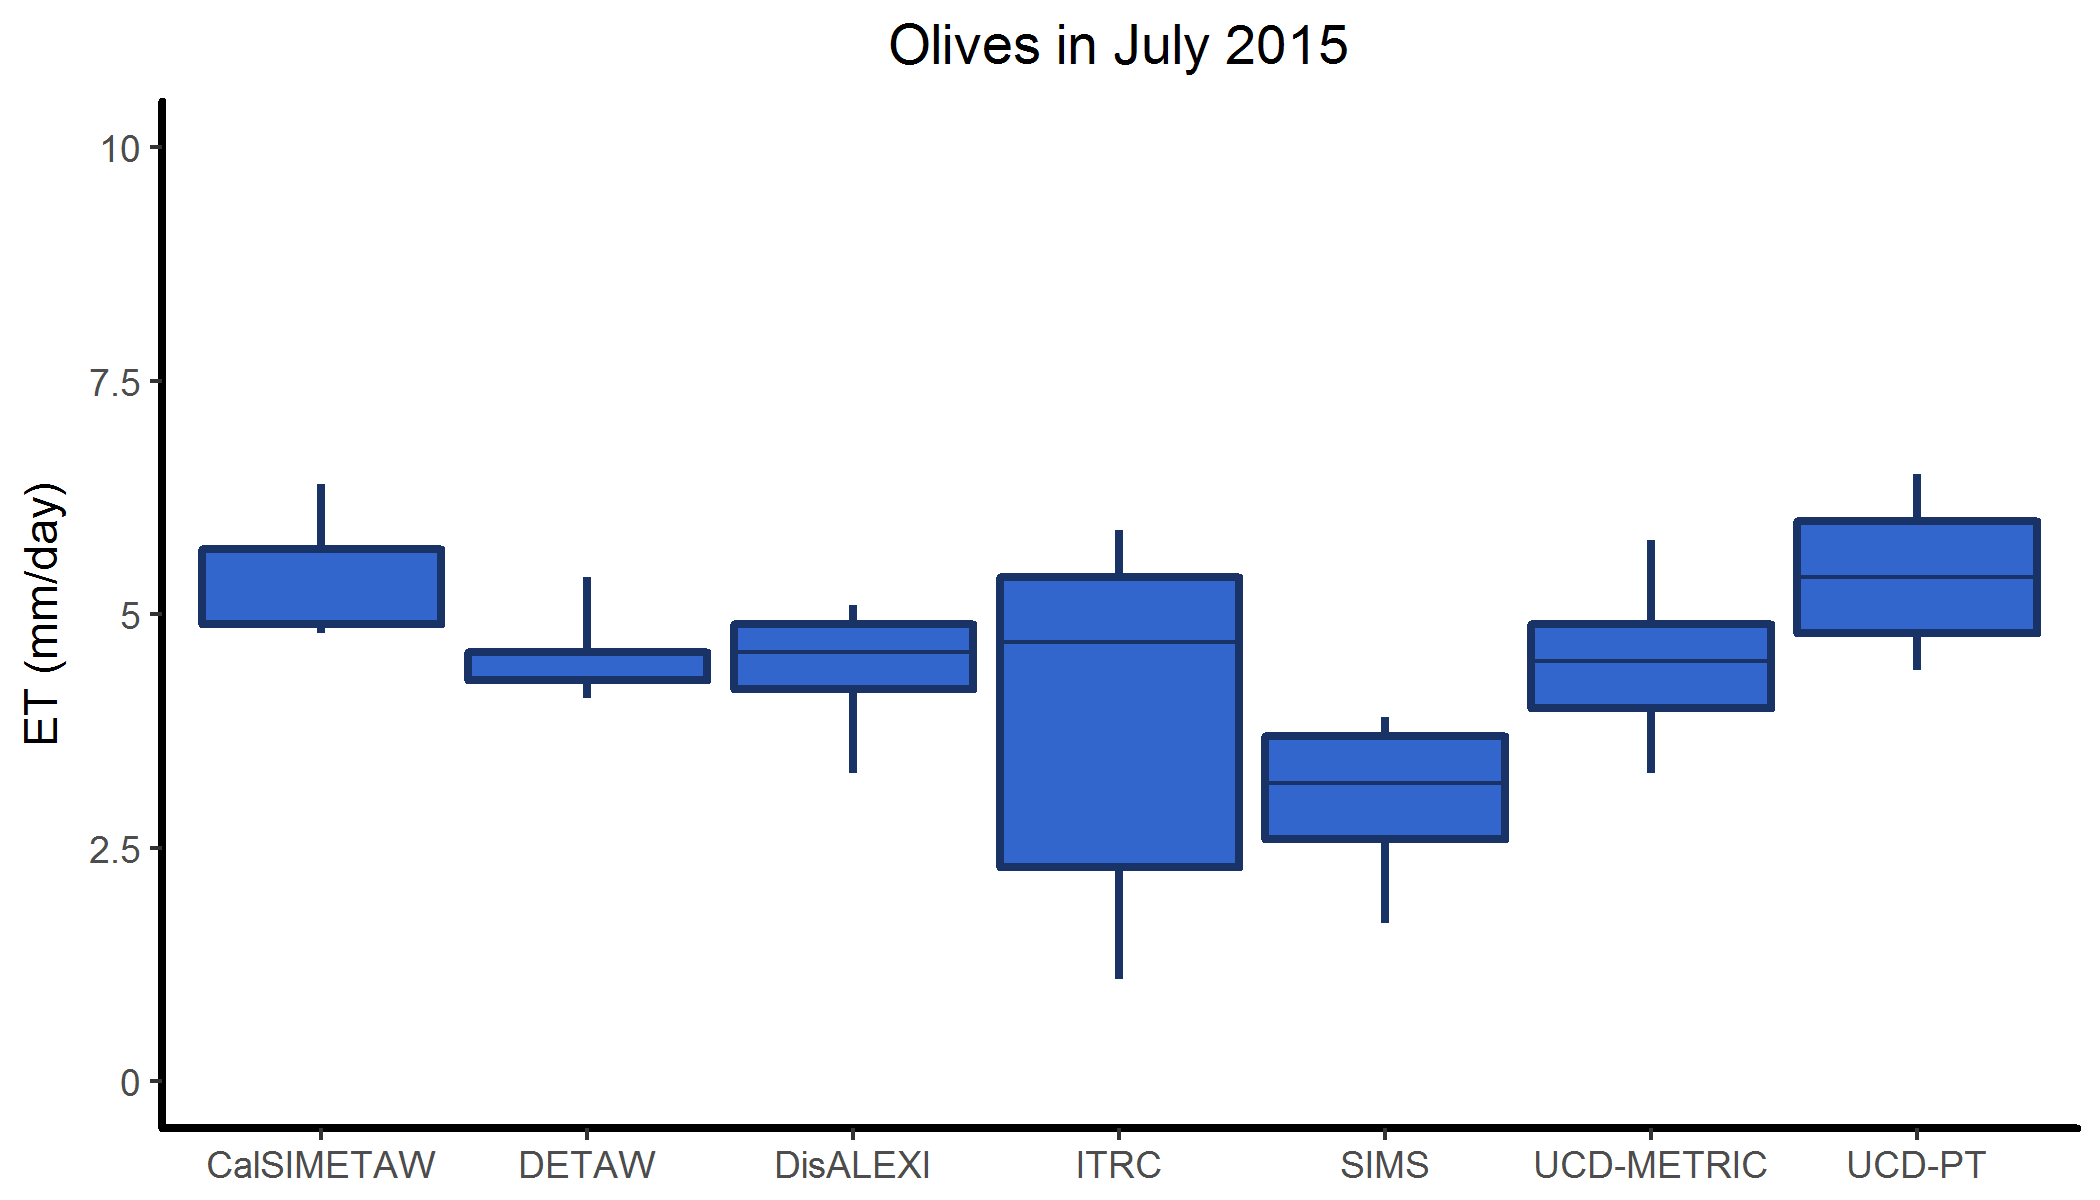 Olives in July 2015
10
7.5
5
2.5
0
ET (mm/day)
CalSIMETAW DETAW DisALEXI ITRC SIMS UCD-METRIC UCD-PT